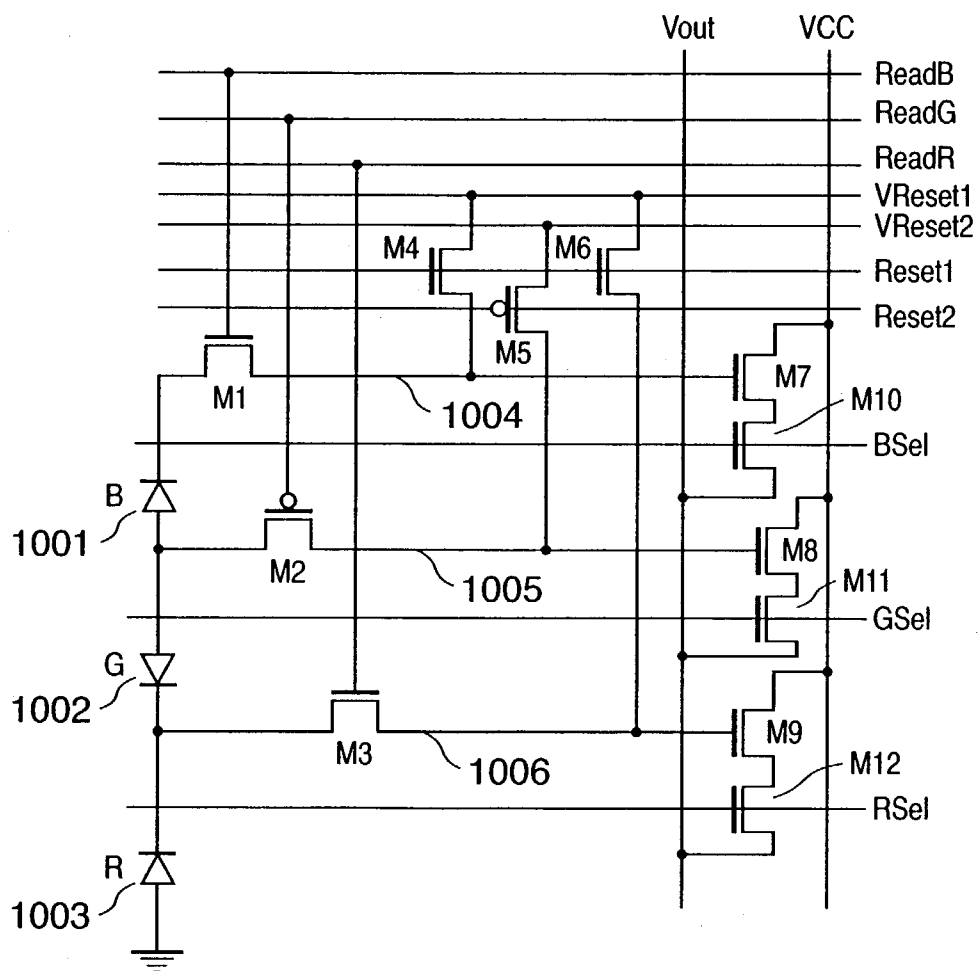 Vout VCC
ReadB
ReadG
ReadR
VReset1
VReset2
M4 M6
Reset1
Reset2
M5
M7
M1
1004
M10
BSel
B
1001
M2
1005
M8
M11
GSel
G
1002
M3
1006
M9
M12
RSel
R
1003